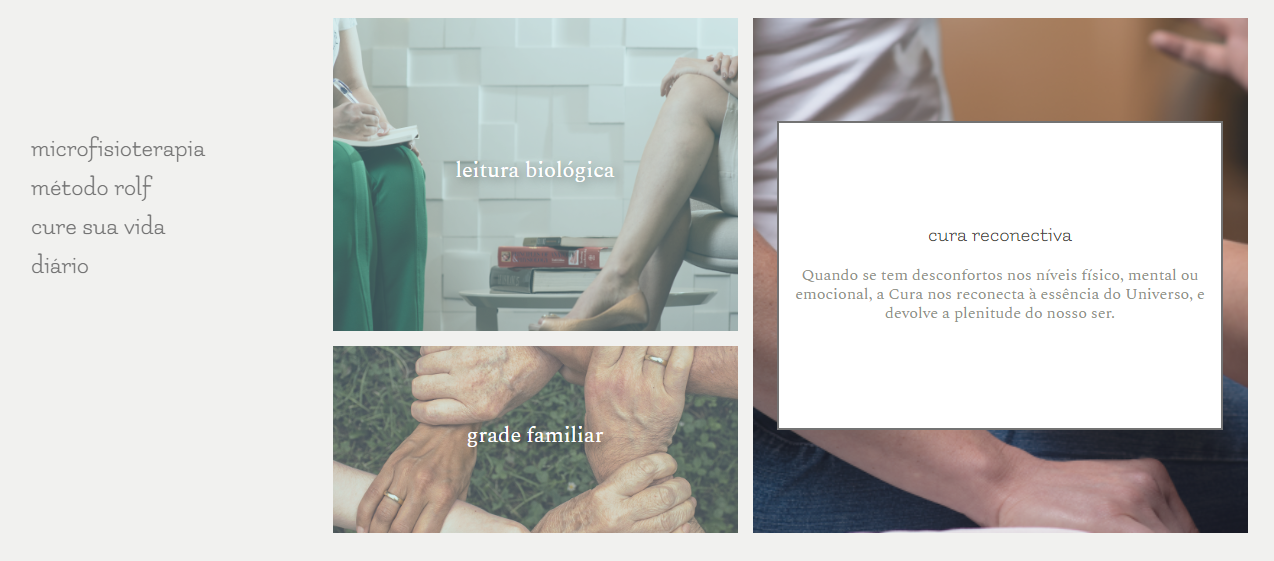 microfisioterapia
método rolf
cure sua vida
diário
leitura biológica
grade familiar
cura reconectiva
Quando se tem desconfortos nos níveis físico, mental ou
emocional, a Cura nos reconecta à essência do Universo, e
devolve a plenitude do nosso ser.